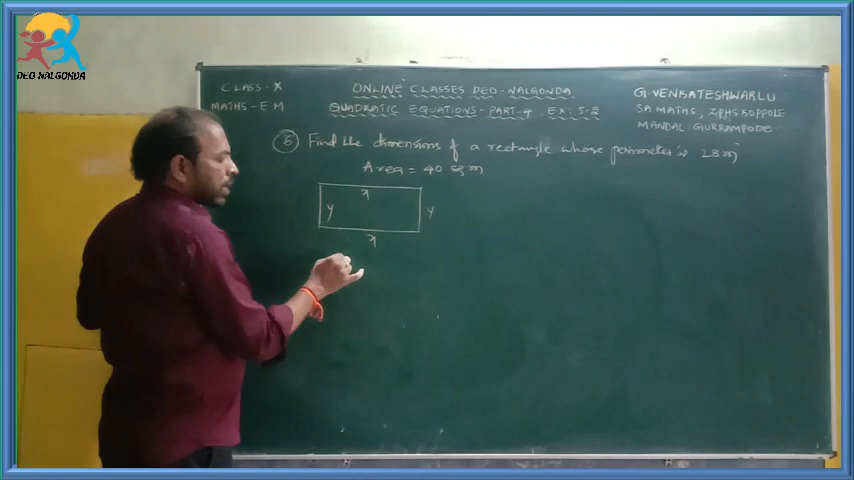 DEO NALGONDA
CLASS - X
MATHS - E M
ONLINE CLASSES DEO - NALGONDA
QUADRATIC EQUATIONS - PART-4, EX: 5.2
G. VENKATESHWARLU
SA MATHS, ZPHS BOPPOLE
MANDAL. GURRAMPODE
6) Find the dimensions of a rectangle whose perimeter is 28 m
Area = 40 sq m
x
y
y
x